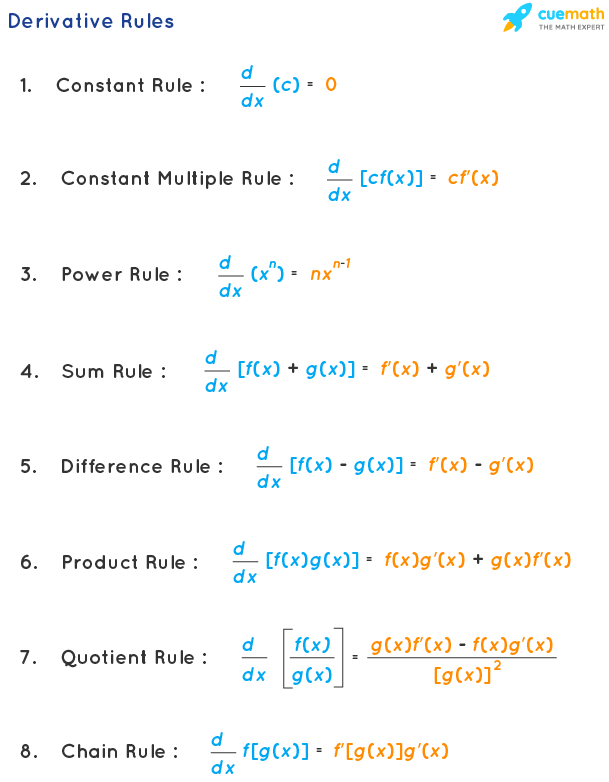 Derivative Rules
cuemath
THE MATH EXPERT
1. Constant Rule : d/dx (c) = 0
2. Constant Multiple Rule : d/dx [cf(x)] = cf′(x)
3. Power Rule : d/dx (xⁿ) = nxⁿ⁻¹
4. Sum Rule : d/dx [f(x) + g(x)] = f′(x) + g′(x)
5. Difference Rule : d/dx [f(x) - g(x)] = f′(x) - g′(x)
6. Product Rule : d/dx [f(x)g(x)] = f(x)g′(x) + g(x)f′(x)
7. Quotient Rule : d/dx [f(x)/g(x)] = g(x)f′(x) - f(x)g′(x) / [g(x)]²
8. Chain Rule : d/dx f[g(x)] = f′[g(x)]g′(x)